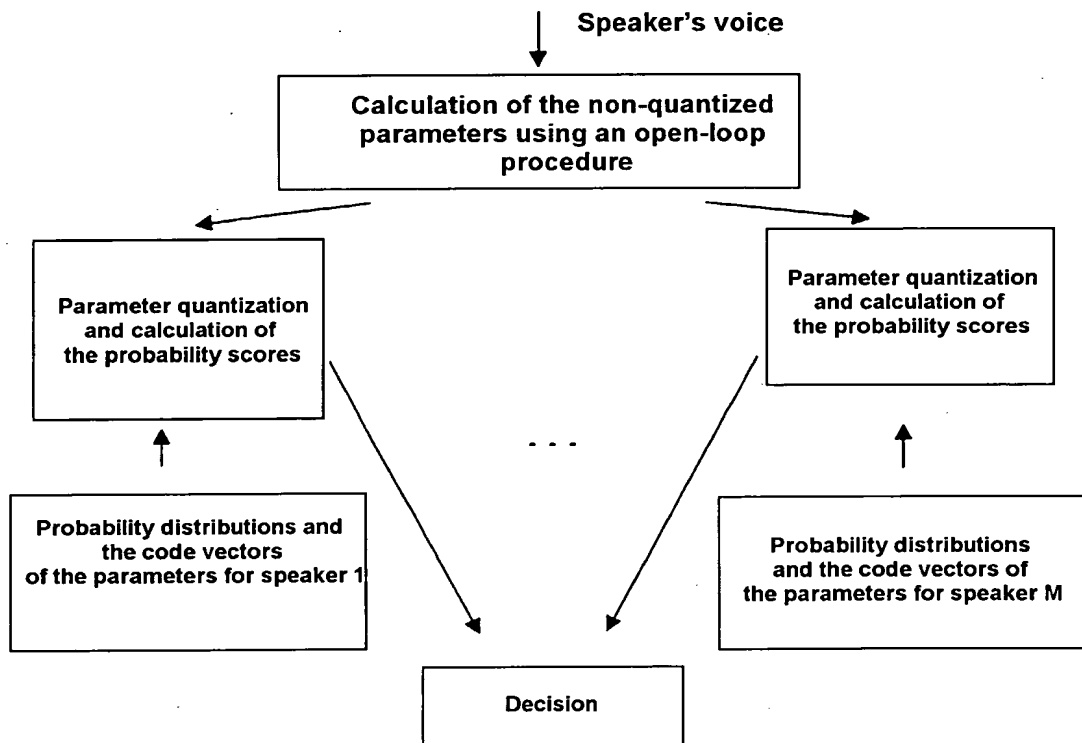 Speaker's voice
Calculation of the non-quantized
parameters using an open-loop
procedure
Parameter quantization
and calculation of
the probability scores
Parameter quantization
and calculation of
the probability scores
. . .
Probability distributions and
the code vectors
of the parameters for speaker 1
Probability distributions
and the code vectors of
the parameters for speaker M
Decision